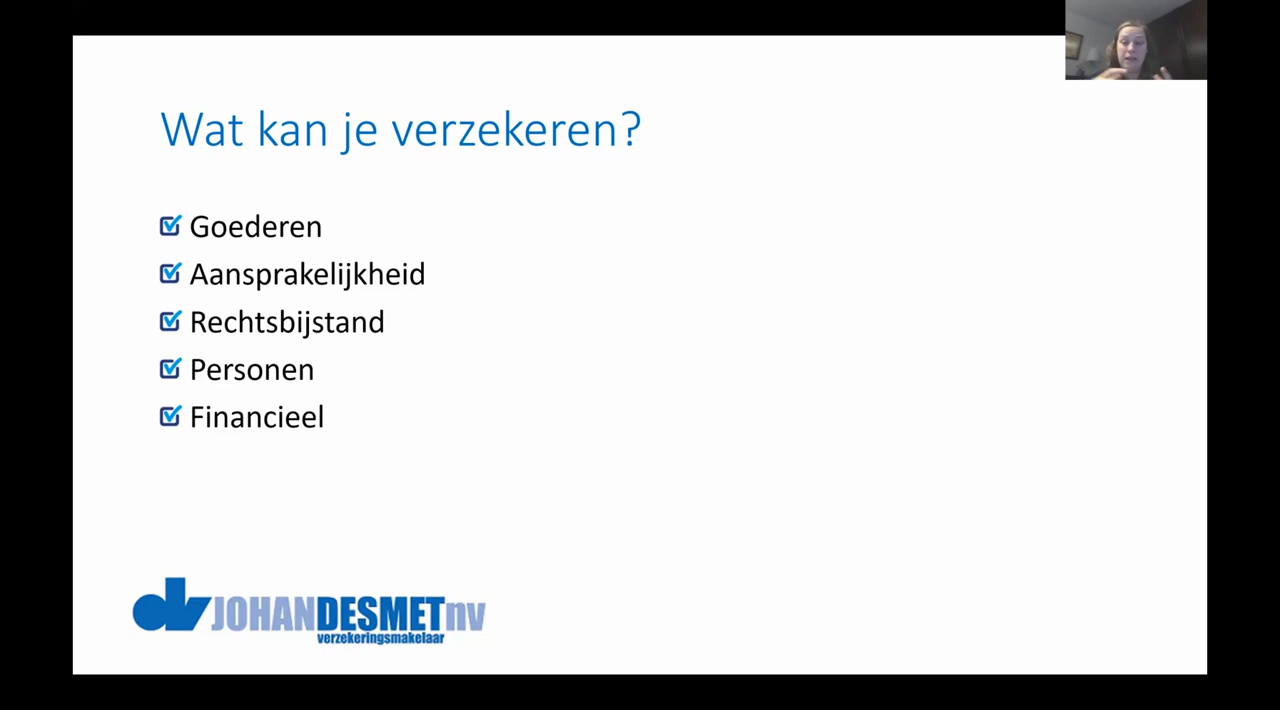 Wat kan je verzekeren?
Goederen
Aansprakelijkheid
Rechtsbijstand
Personen
Financieel
JOHANDESMETnv
verzekeringsmakelaar